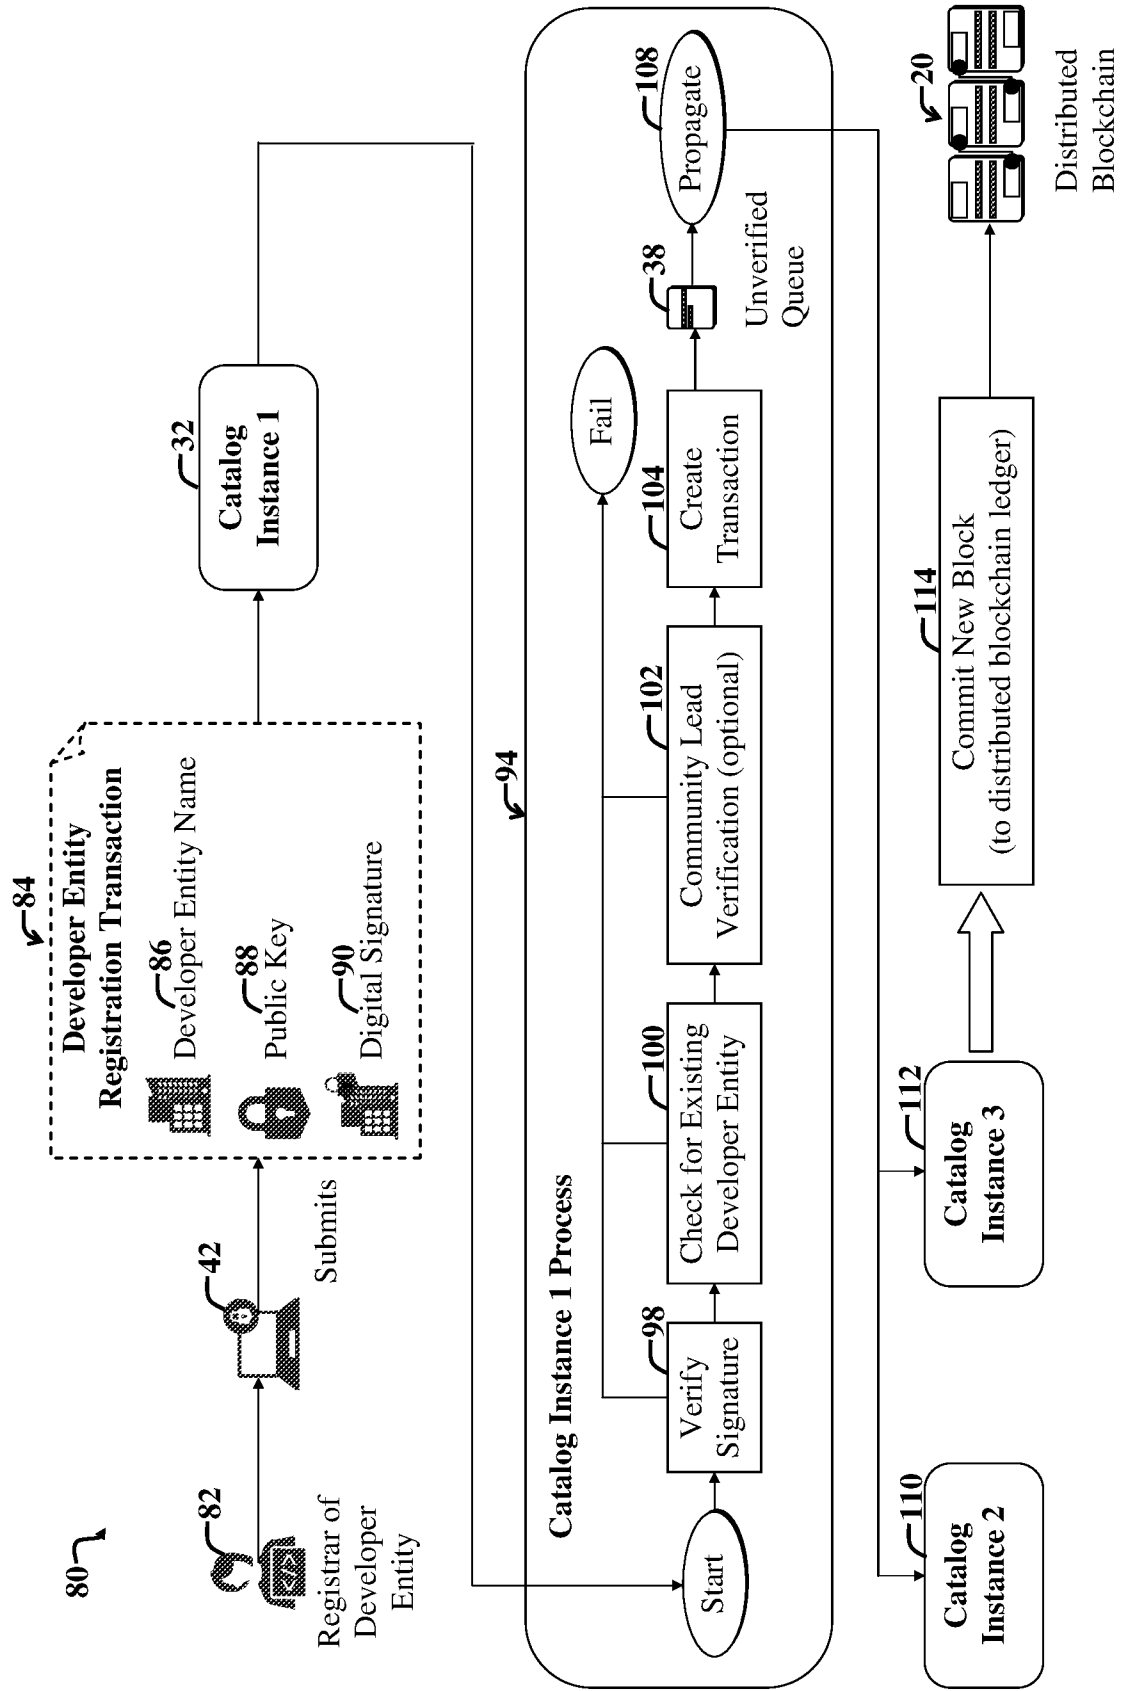 80
84
Developer Entity
Registration Transaction
86
Developer Entity Name
88
Public Key
90
Digital Signature
82
Registrar of
Developer
Entity
42
Submits
32
Catalog
Instance 1
94
Catalog Instance 1 Process
Start
98
Verify
Signature
100
Check for Existing
Developer Entity
102
Community Lead
Verification (optional)
104
Create
Transaction
Fail
38
Unverified
Queue
108
Propagate
110
Catalog
Instance 2
112
Catalog
Instance 3
114
Commit New Block
(to distributed blockchain ledger)
20
Distributed
Blockchain